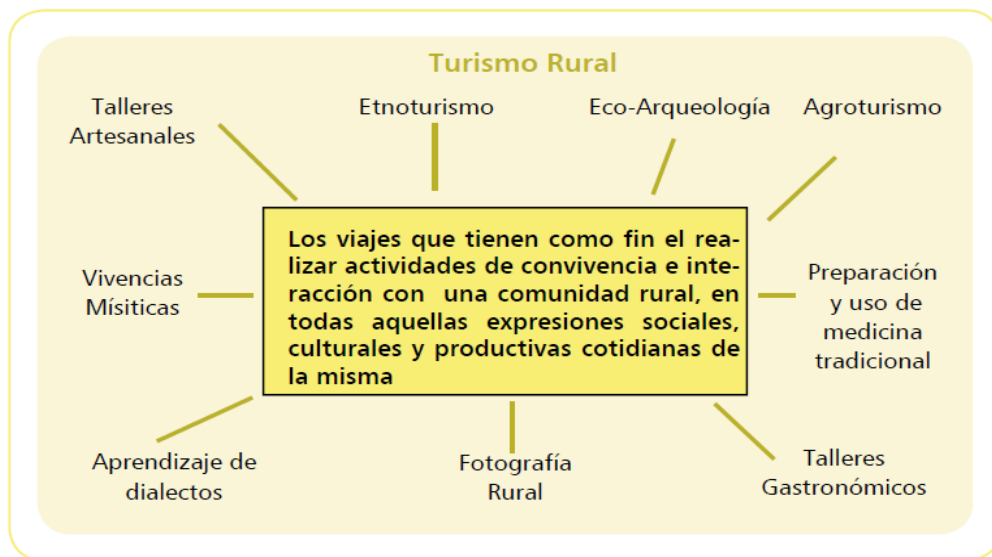 Turismo Rural
Talleres
Artesanales
Etnoturismo
Eco-Arqueología
Agroturismo
Los viajes que tienen como fin el rea-
lizar actividades de convivencia e inte-
racción con una comunidad rural, en
todas aquellas expresiones sociales,
culturales y productivas cotidianas de
la misma
Vivencias
Mísiticas
Preparación
y uso de
medicina
tradicional
Aprendizaje de
dialectos
Fotografía
Rural
Talleres
Gastronómicos